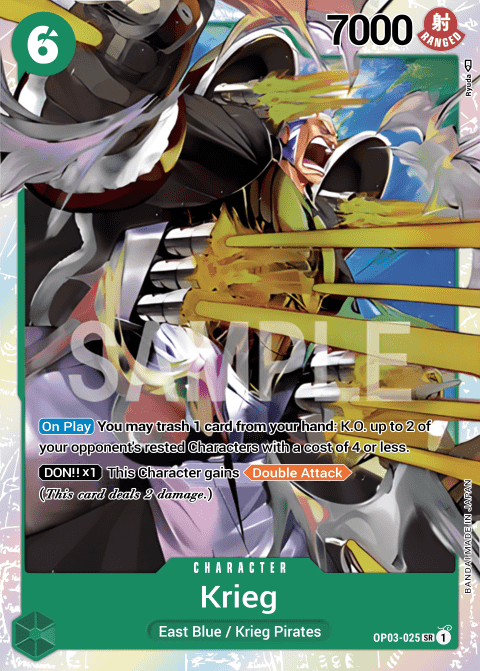 6
7000
射
RANGED
Ryuda
SAMPLE
On Play You may trash 1 card from your hand: K.O. up to 2 of
your opponent's rested Characters with a cost of 4 or less.
DON!!×1 This Character gains Double Attack
(This card deals 2 damage.)
BANDAI MADE IN JAPAN
CHARACTER
Krieg
East Blue / Krieg Pirates
OP03-025 SR 1